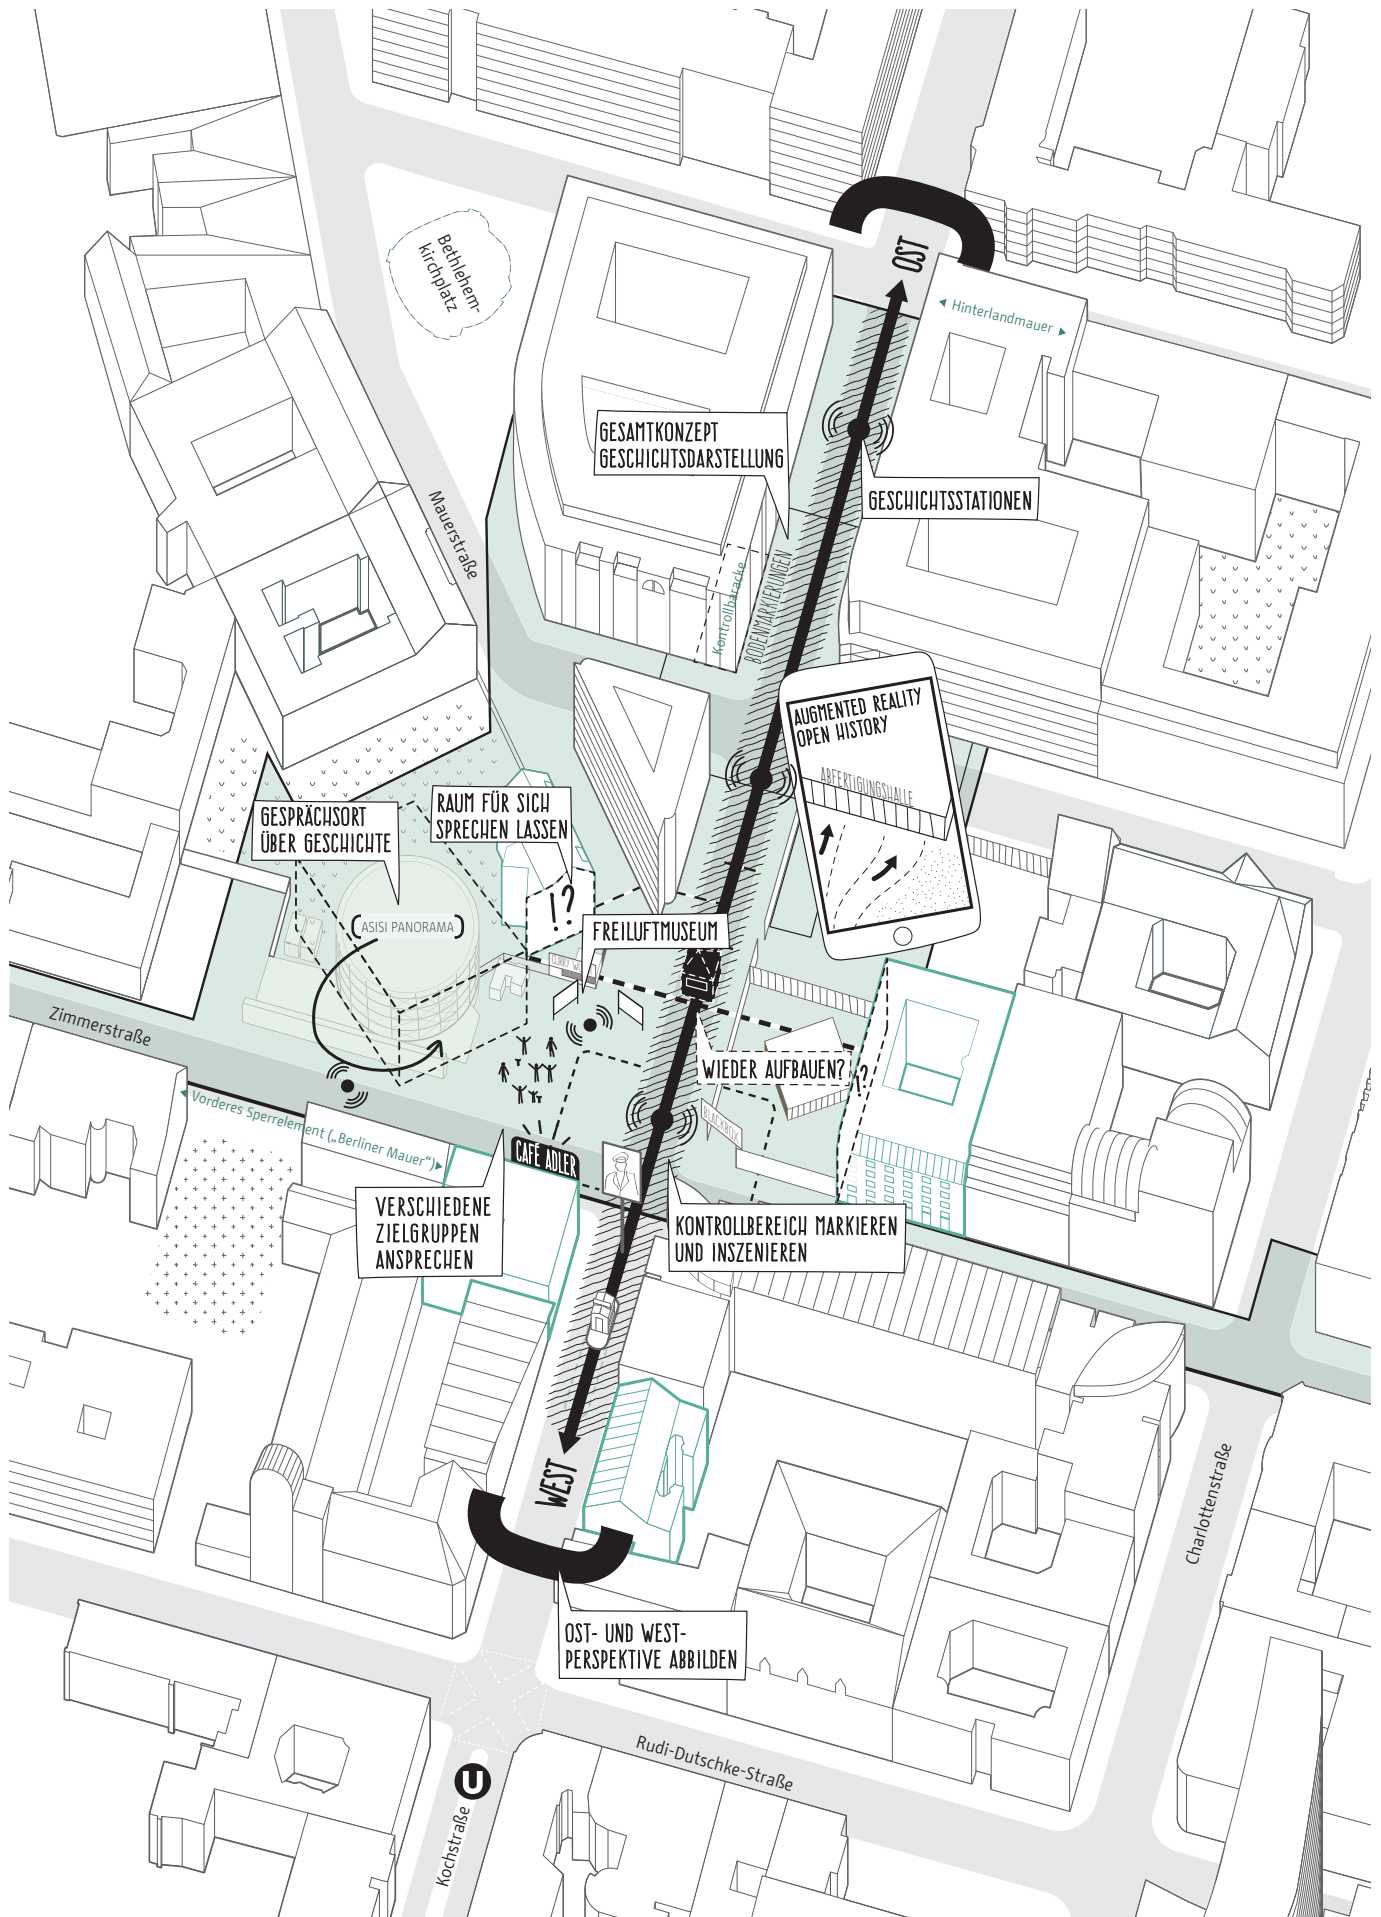 OST
Bethlehem-
kirchplatz
Hinterlandmauer
GESAMTKONZEPT
GESCHICHTSDARSTELLUNG
GESCHICHTSSTATIONEN
Mauerstraße
Kontrollbaracke
BODENMARKIERUNGEN
AUGMENTED REALITY
OPEN HISTORY
ABFERTIGUNGSHALLE
GESPRÄCHSORT
ÜBER GESCHICHTE
RAUM FÜR SICH
SPRECHEN LASSEN
!?
ASISI PANORAMA
FREILUFTMUSEUM
Zimmerstraße
WIEDER AUFBAUEN?
!?
Vorderes Sperrelement („Berliner Mauer“)
BLACKBOX
CAFÉ ADLER
VERSCHIEDENE
ZIELGRUPPEN
ANSPRECHEN
KONTROLLBEREICH MARKIEREN
UND INSZENIEREN
WEST
Charlottenstraße
OST- UND WEST-
PERSPEKTIVE ABBILDEN
Rudi-Dutschke-Straße
U
Kochstraße